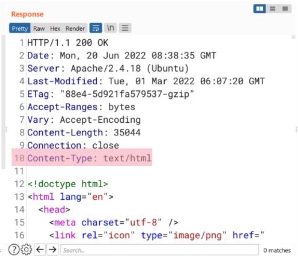 Response
Pretty Raw Hex Render \n
1 HTTP/1.1 200 OK
2 Date: Mon, 20 Jun 2022 08:38:35 GMT
3 Server: Apache/2.4.18 (Ubuntu)
4 Last-Modified: Tue, 01 Mar 2022 06:07:20 GMT
5 ETag: "88e4-5d921fa579537-gzip"
6 Accept-Ranges: bytes
7 Vary: Accept-Encoding
8 Content-Length: 35044
9 Connection: close
10 Content-Type: text/html
11
12 <!doctype html>
13 <html lang="en">
14 <head>
15 <meta charset="utf-8" />
16 <link rel="icon" type="image/png" href="
Search...
0 matches